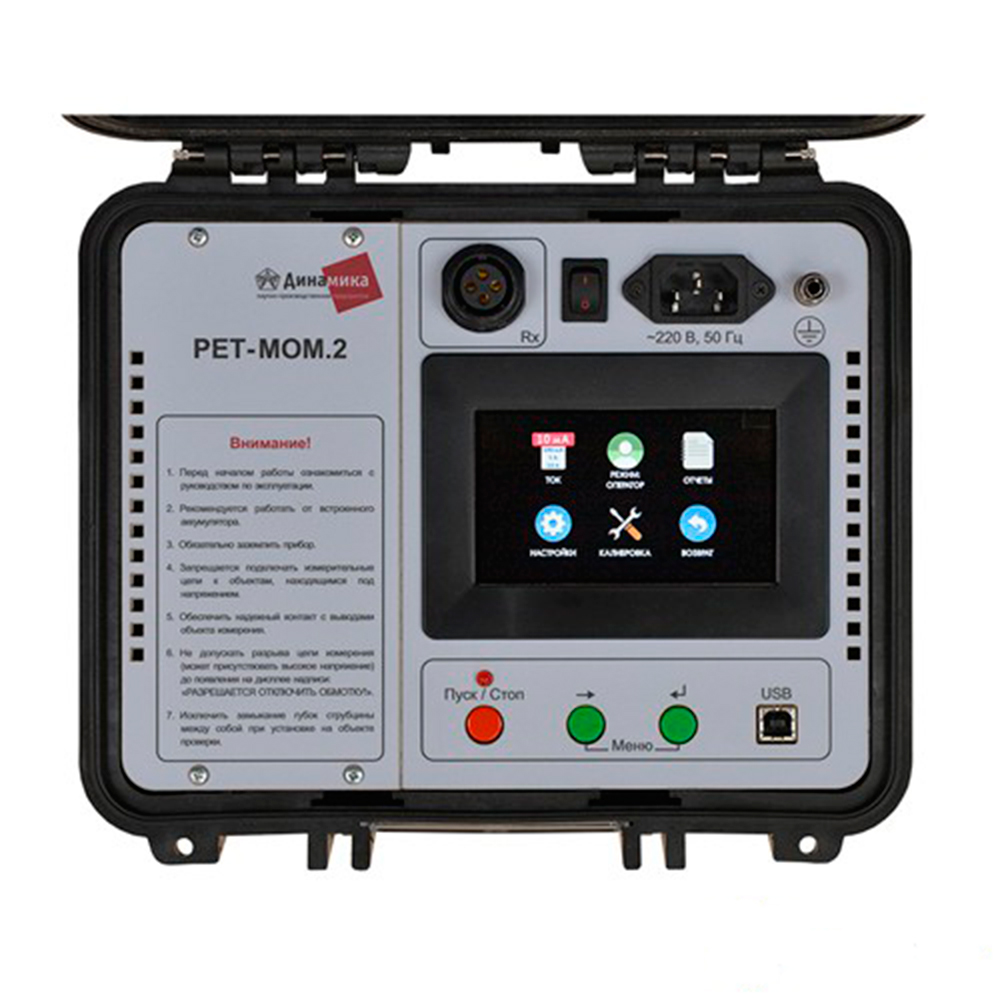 Динамика
научно-производственное предприятие
РЕТ-МОМ.2
Внимание!
1. Перед началом работы ознакомиться с
руководством по эксплуатации.
2. Рекомендуется работать от встроенного
аккумулятора.
3. Обязательно заземлить прибор.
4. Запрещается подключать измерительные
цепи к объектам, находящимся под
напряжением.
5. Обеспечить надежный контакт с выводами
объекта измерения.
6. Не допускать разрыва цепи измерения
(может присутствовать высокое напряжение)
до появления на дисплее надписи:
«РАЗРЕШАЕТСЯ ОТКЛЮЧИТЬ ОБМОТКУ!».
7. Исключить замыкание губок струбцины
между собой при установке на объекте
проверки.
Rx
~220 В, 50 Гц
10 мА
ТОК
РЕЖИМ:
ОПЕРАТОР
ОТЧЕТЫ
НАСТРОЙКИ
КАЛИБРОВКА
ВОЗВРАТ
Пуск / Стоп
→
↵
USB
Меню